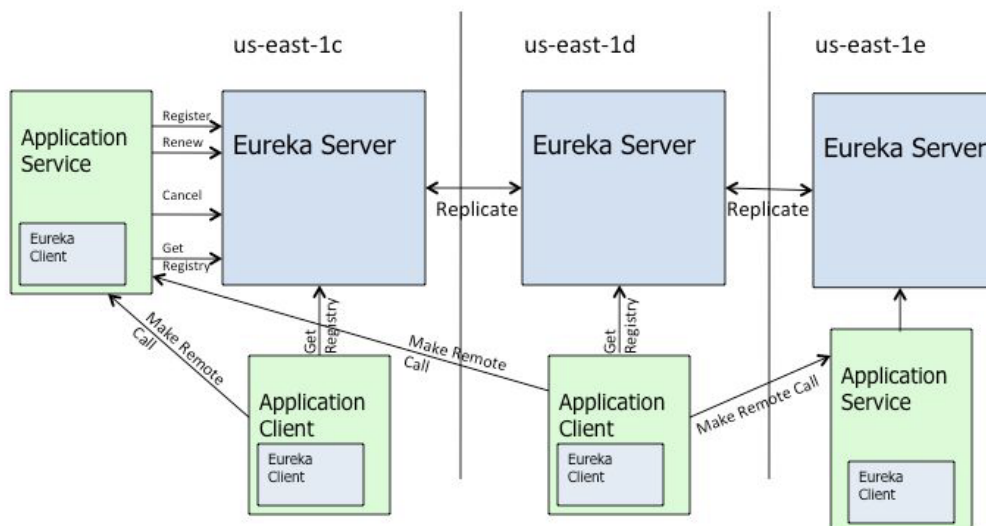 us-east-1c
us-east-1d
us-east-1e
Application
Service
Eureka
Client
Register
Renew
Cancel
Get
Registry
Eureka Server
Replicate
Eureka Server
Replicate
Eureka Server
Make Remote
Call
Get
Registry
Make Remote
Call
Get
Registry
Make Remote Call
Application
Client
Eureka
Client
Application
Client
Eureka
Client
Application
Service
Eureka
Client